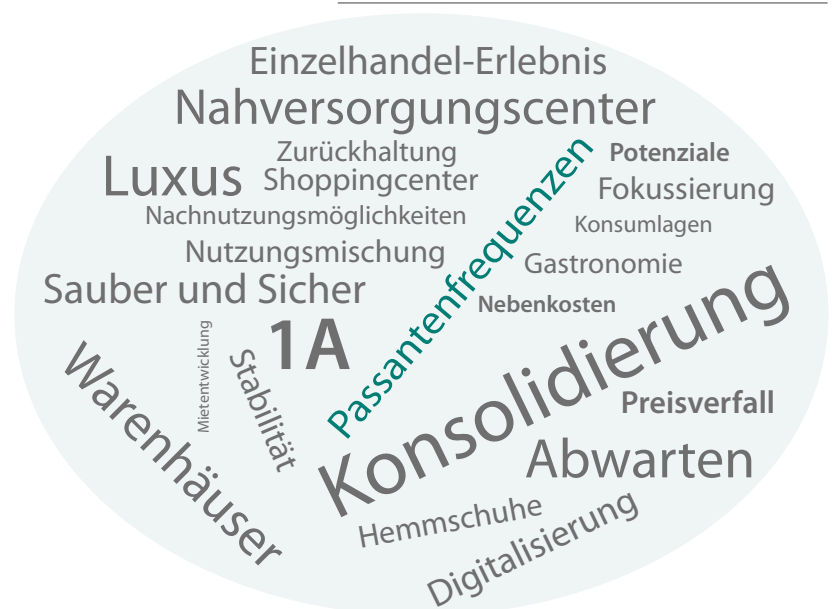 Einzelhandel-Erlebnis
Nahversorgungscenter
Zurückhaltung
Potenziale
Luxus
Shoppingcenter
Fokussierung
Nachnutzungsmöglichkeiten
Konsumlagen
Nutzungsmischung
Gastronomie
Sauber und Sicher
Nebenkosten
Passantenfrequenzen
1A
Mietentwicklung
Stabilität
Warenhäuser
Konsolidierung
Preisverfall
Abwarten
Hemmschuhe
Digitalisierung